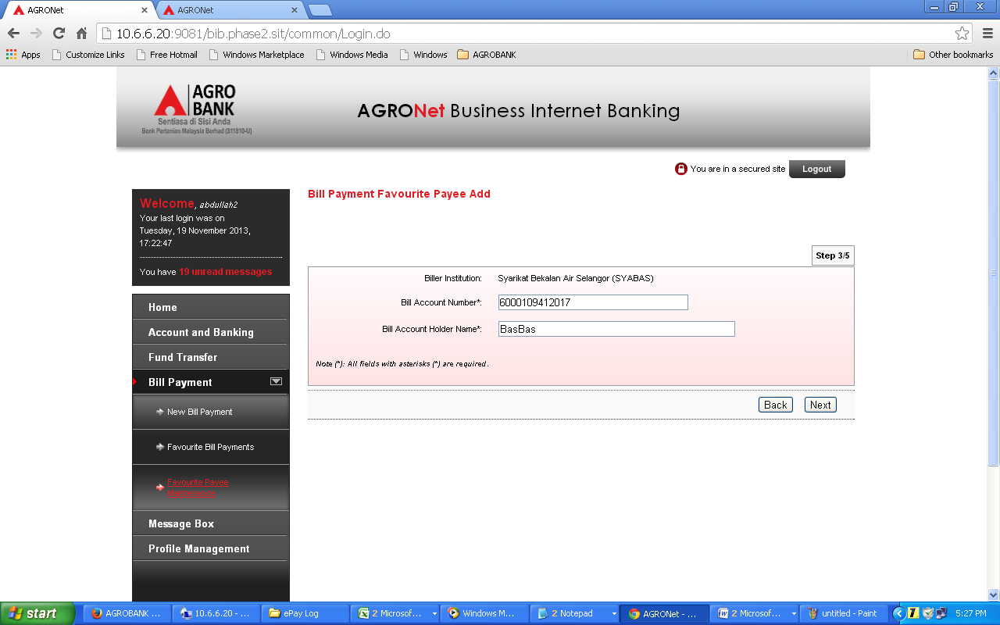 AGRONet
AGRONet
10.6.6.20:9081/bib.phase2.sit/common/Login.do
Apps Customize Links Free Hotmail Windows Marketplace Windows Media Windows AGROBANK Other bookmarks
AGRO
BANK
Sentiasa di Sisi Anda
Bank Pertanian Malaysia Berhad (811810-U)
AGRONet Business Internet Banking
You are in a secured site Logout
Welcome, abdullah2
Your last login was on
Tuesday, 19 November 2013,
17:22:47
You have 19 unread messages
Home
Account and Banking
Fund Transfer
Bill Payment
New Bill Payment
Favourite Bill Payments
Favourite Payee
Message Box
Profile Management
Bill Payment Favourite Payee Add
Step 3/5
Biller Institution: Syarikat Bekalan Air Selangor (SYABAS)
Bill Account Number*: 6000109412017
Bill Account Holder Name*: BasBas
Note (*): All fields with asterisks (*) are required.
Back Next
start AGROBANK ... 10.6.6.20 - ... ePay Log 2 Microsof... Windows M... 2 Notepad AGRONet - ... 2 Microsof... untitled - Paint 5:27 PM